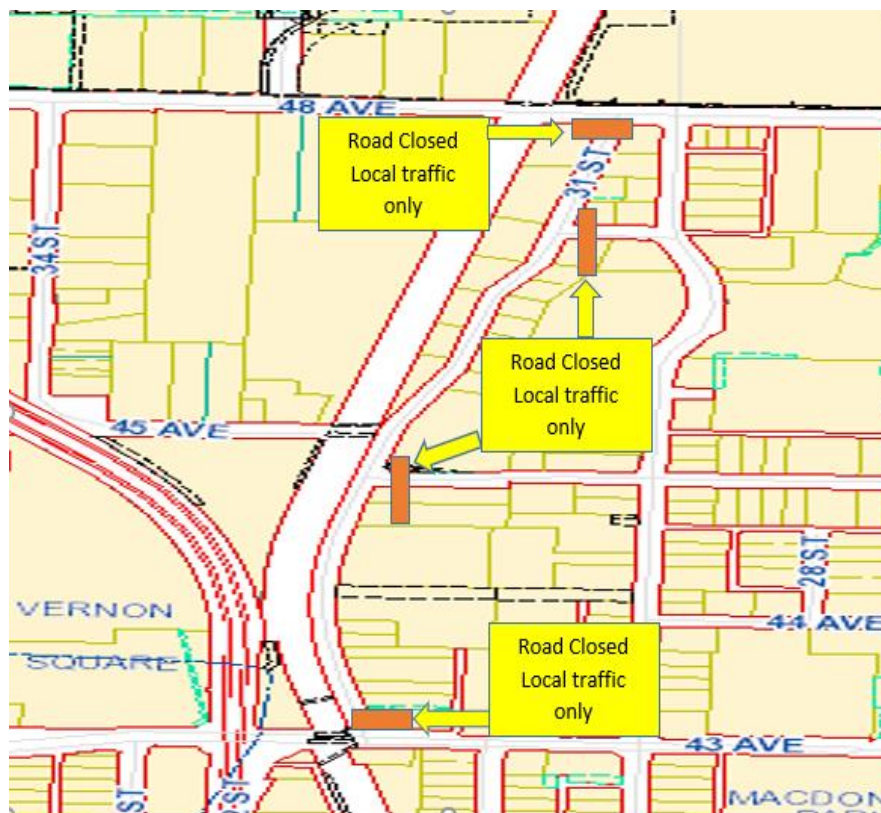 48 AVE
Road Closed
Local traffic
only
31 ST
34 ST
Road Closed
Local traffic
only
45 AVE
28 ST
VERNON
44 AVE
SQUARE
Road Closed
Local traffic
only
43 AVE
ST
ST
MACDON